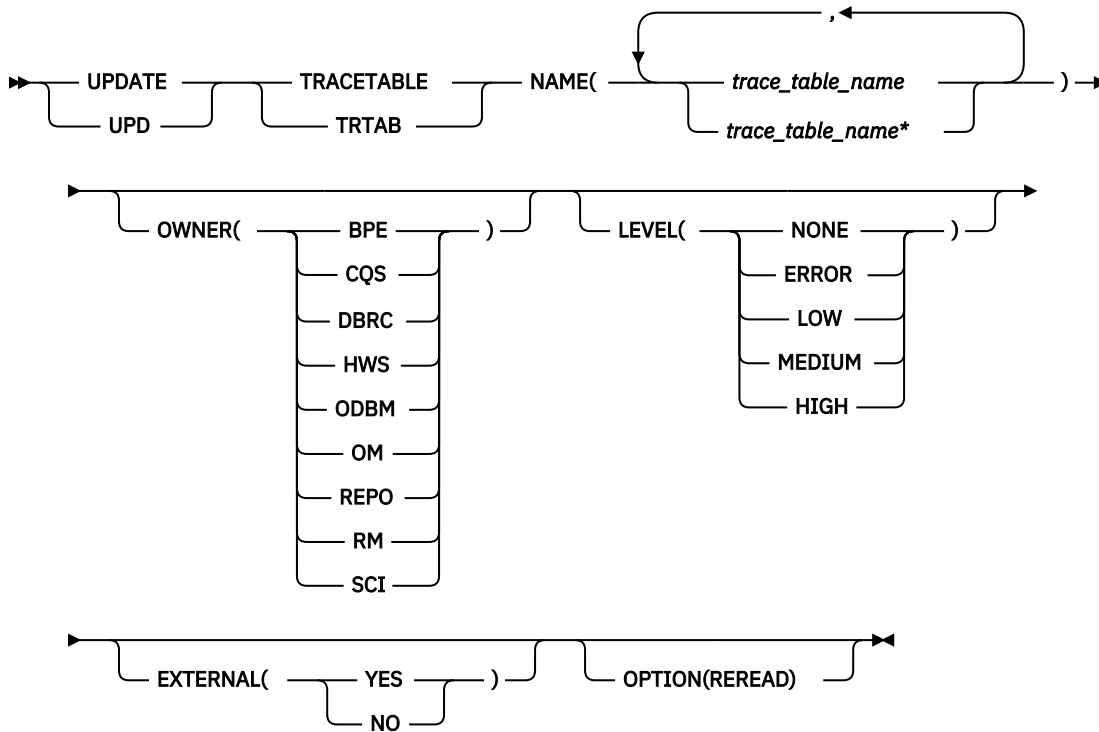 ,
UPDATE TRACETABLE NAME( trace_table_name )
UPD TRTAB trace_table_name*
OWNER( BPE ) LEVEL( NONE )
CQS ERROR
DBRC LOW
HWS MEDIUM
ODBM HIGH
OM
REPO
RM
SCI
EXTERNAL( YES ) OPTION(REREAD)
NO